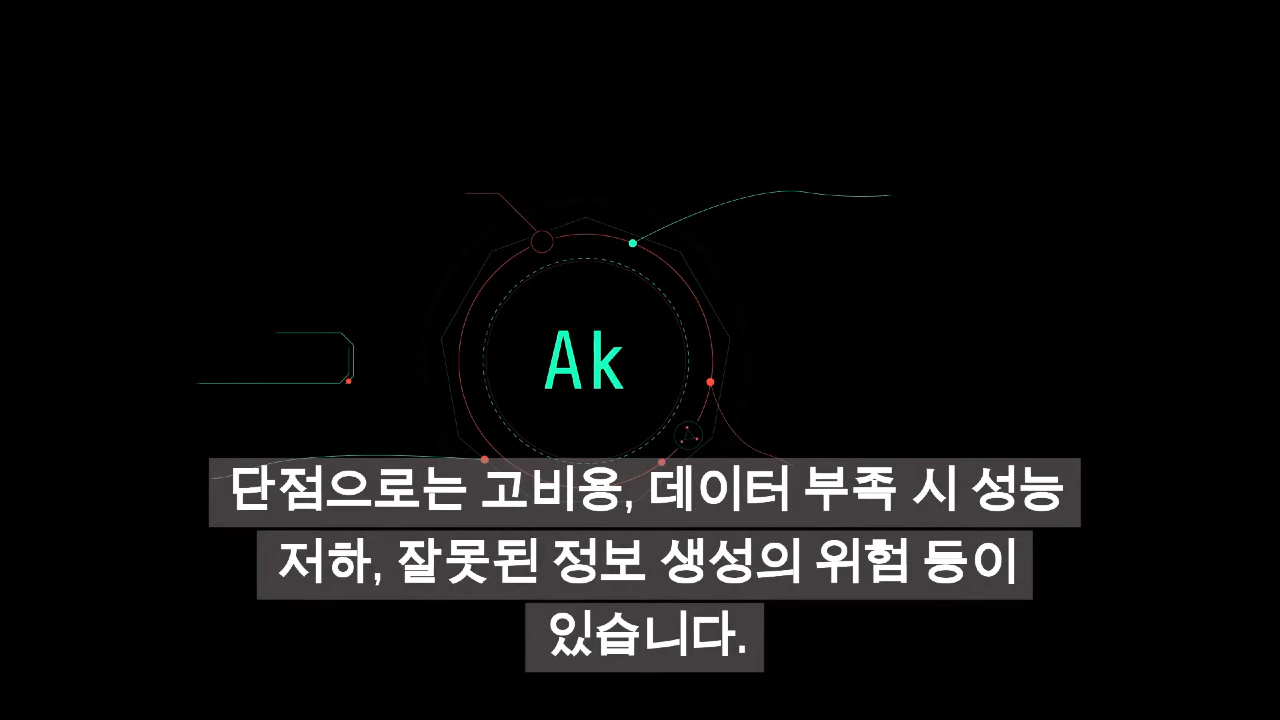 Ak
단점으로는 고비용, 데이터 부족 시 성능
저하, 잘못된 정보 생성의 위험 등이
있습니다.